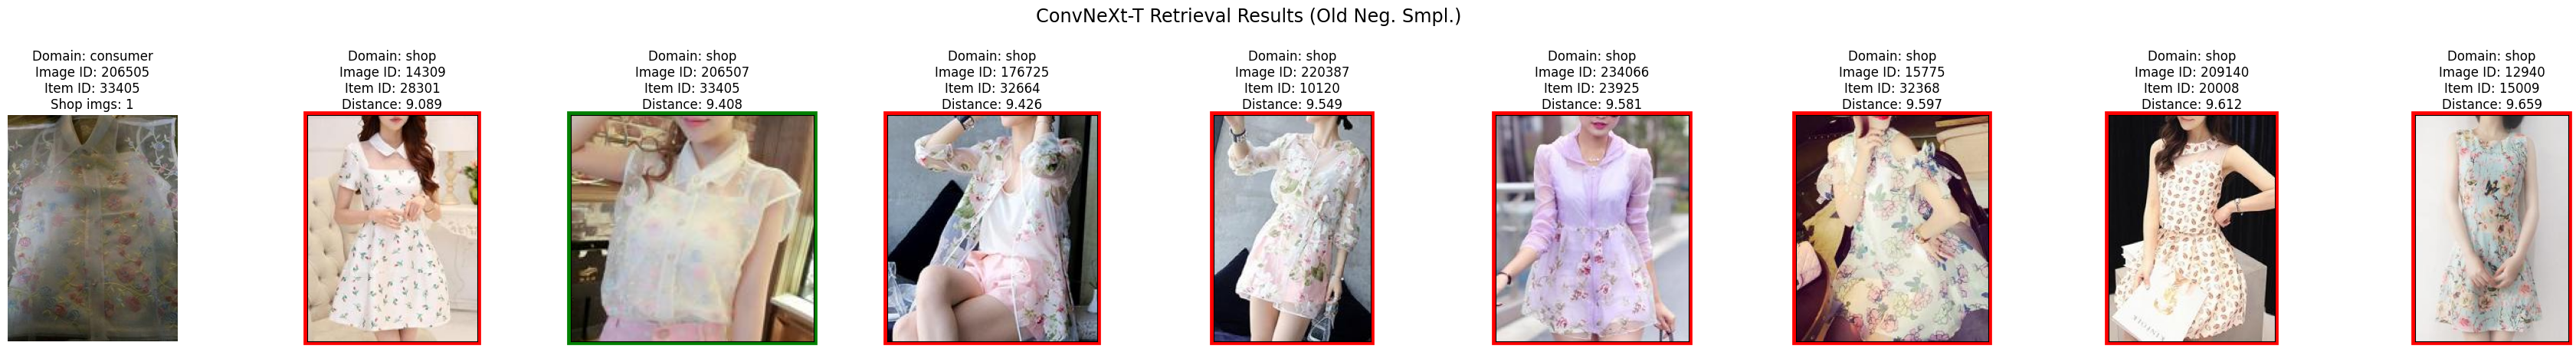 ConvNeXt-T Retrieval Results (Old Neg. Smpl.)
Domain: consumer
Image ID: 206505
Item ID: 33405
Shop imgs: 1
Domain: shop
Image ID: 14309
Item ID: 28301
Distance: 9.089
Domain: shop
Image ID: 206507
Item ID: 33405
Distance: 9.408
Domain: shop
Image ID: 176725
Item ID: 32664
Distance: 9.426
Domain: shop
Image ID: 220387
Item ID: 10120
Distance: 9.549
Domain: shop
Image ID: 234066
Item ID: 23925
Distance: 9.581
Domain: shop
Image ID: 15775
Item ID: 32368
Distance: 9.597
Domain: shop
Image ID: 209140
Item ID: 20008
Distance: 9.612
Domain: shop
Image ID: 12940
Item ID: 15009
Distance: 9.659